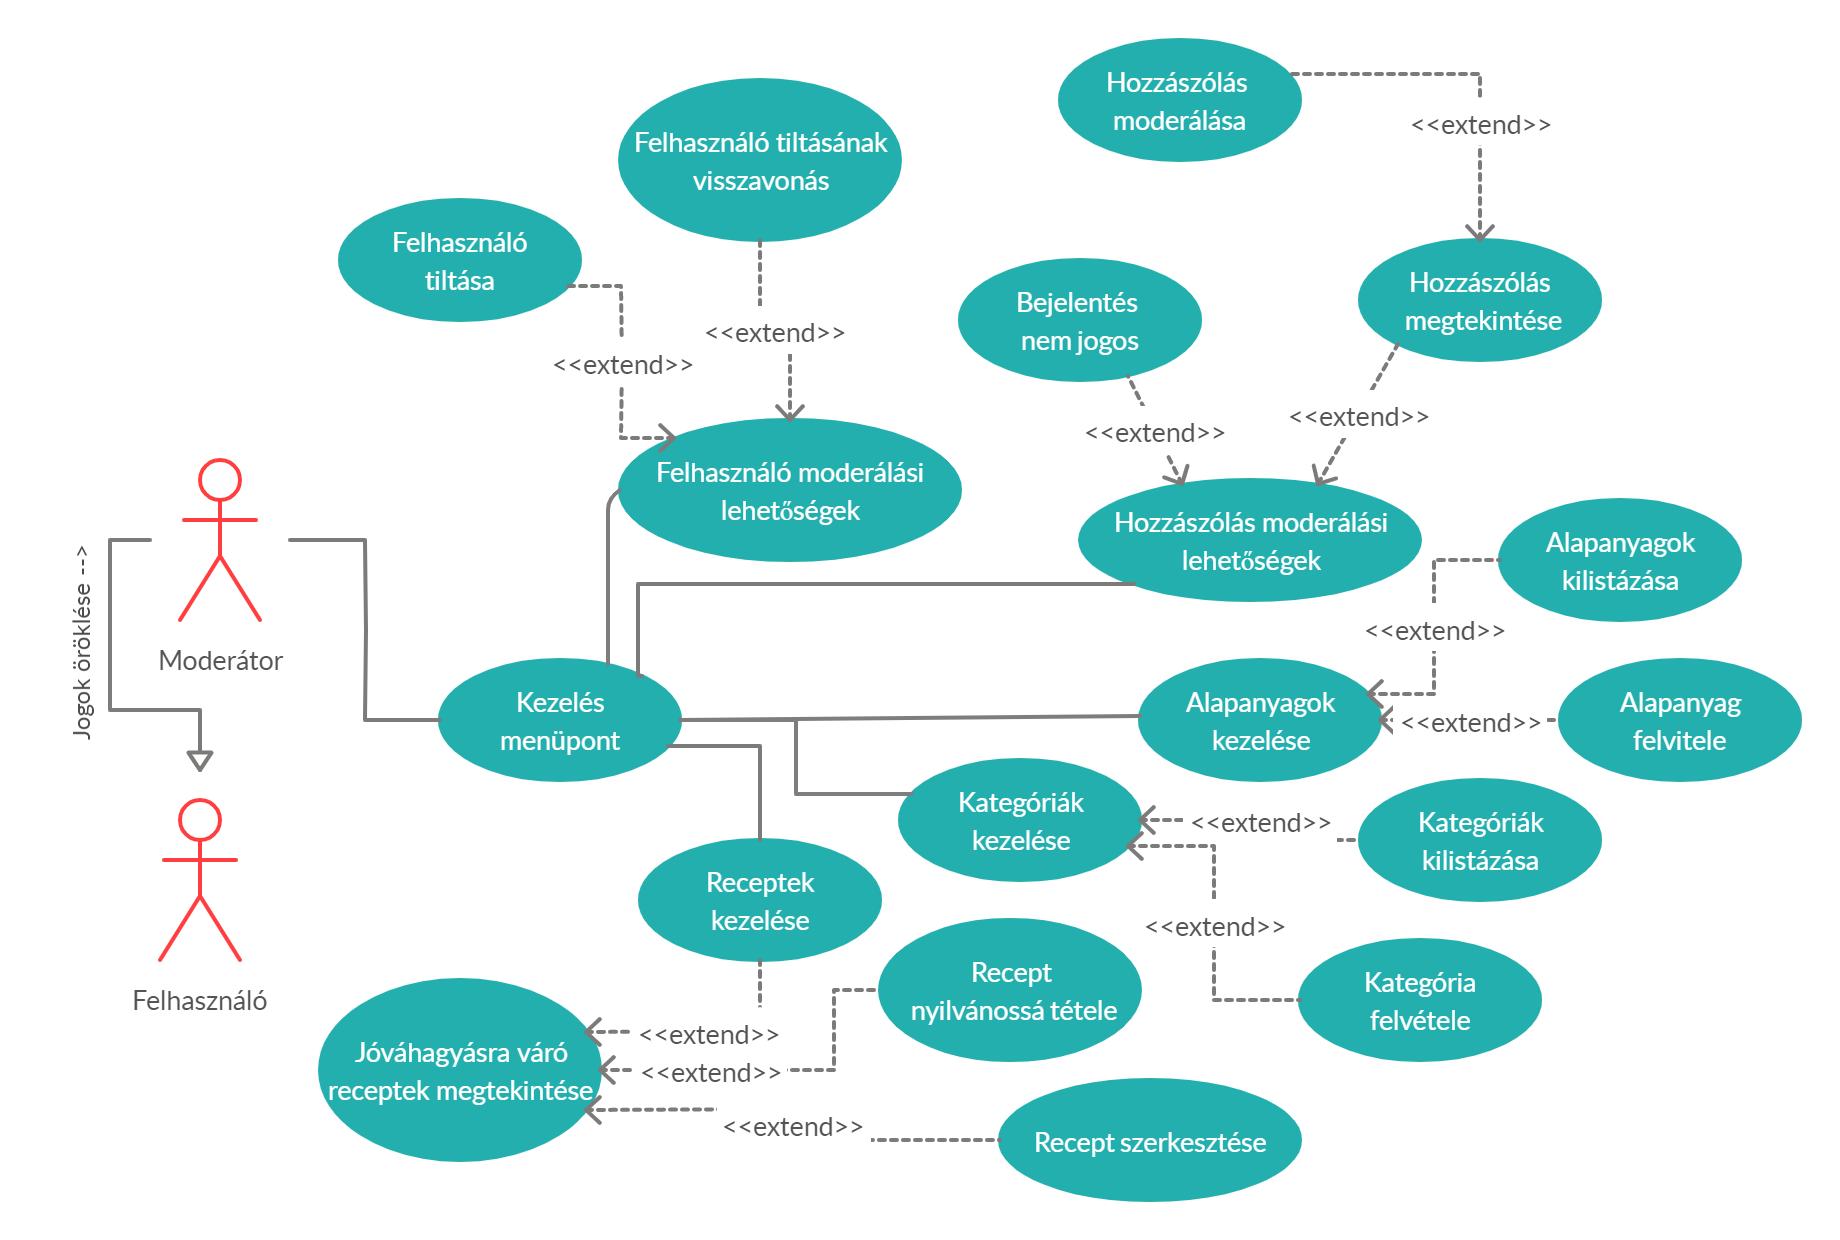 Hozzászólás
moderálása
<<extend>>
Felhasználó tiltásának
visszavonás
Felhasználó
tiltása
<<extend>>
<<extend>>
Bejelentés
nem jogos
Hozzászólás
megtekintése
<<extend>>
<<extend>>
Felhasználó moderálási
lehetőségek
Hozzászólás moderálási
lehetőségek
Alapanyagok
kilistázása
<<extend>>
Jogok öröklése -->
Moderátor
Kezelés
menüpont
Alapanyagok
kezelése
<<extend>>
Alapanyag
felvitele
Kategóriák
kezelése
<<extend>>
Kategóriák
kilistázása
Receptek
kezelése
<<extend>>
Felhasználó
Recept
nyilvánossá tétele
Kategória
felvétele
Jóváhagyásra váró
receptek megtekintése
<<extend>>
<<extend>>
<<extend>>
Recept szerkesztése